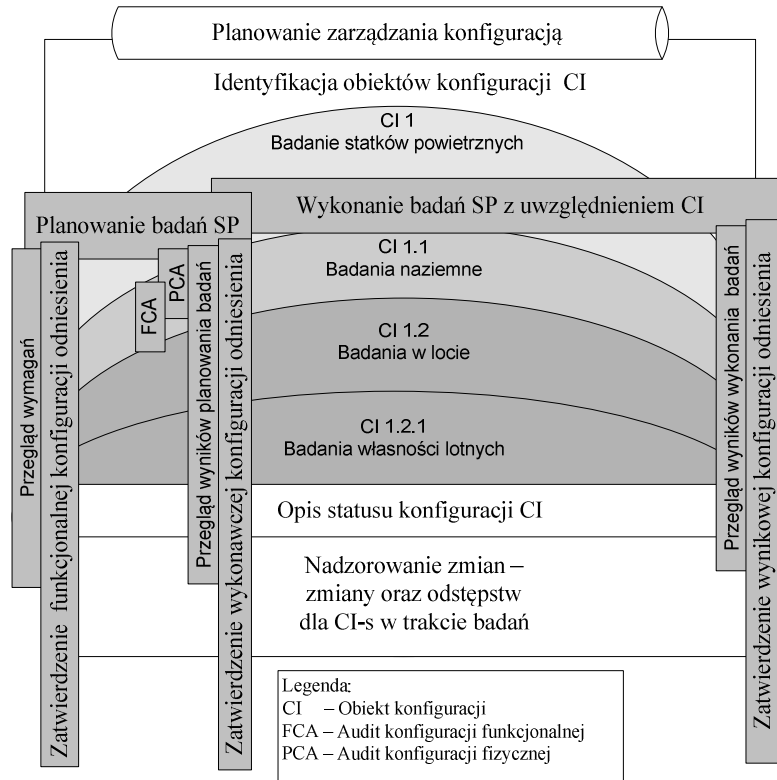 Planowanie zarządzania konfiguracją
Identyfikacja obiektów konfiguracji CI
CI 1
Badanie statków powietrznych
Planowanie badań SP
Wykonanie badań SP z uwzględnieniem CI
CI 1.1
Badania naziemne
CI 1.2
Badania w locie
CI 1.2.1
Badania własności lotnych
Przegląd wymagań
Zatwierdzenie funkcjonalnej konfiguracji odniesienia
FCA
PCA
Przegląd wyników planowania badań
Zatwierdzenie wykonawczej konfiguracji odniesienia
Przegląd wyników wykonania badań
Zatwierdzenie wynikowej konfiguracji odniesienia
Opis statusu konfiguracji CI
Nadzorowanie zmian –
zmiany oraz odstępstw
dla CI-s w trakcie badań
Legenda:
CI – Obiekt konfiguracji
FCA – Audit konfiguracji funkcjonalnej
PCA – Audit konfiguracji fizycznej